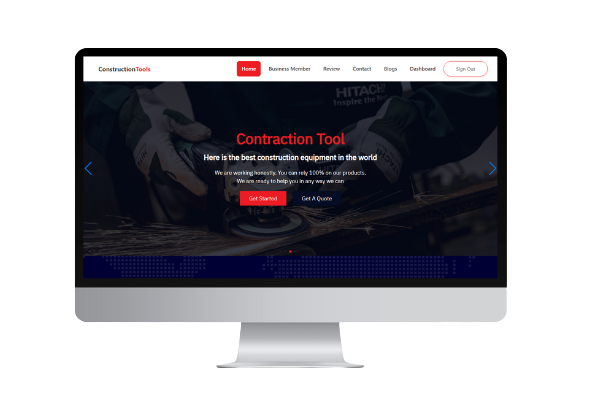 ConstructionTools
Home Business Member Review Contact Blogs Dashboard Sign Out
HITACHI
Inspire the
Contraction Tool
Here is the best construction equipment in the world
We are working honestly. You can rely 100% on our products.
We are ready to help you in any way we can
Get Started Get A Quote